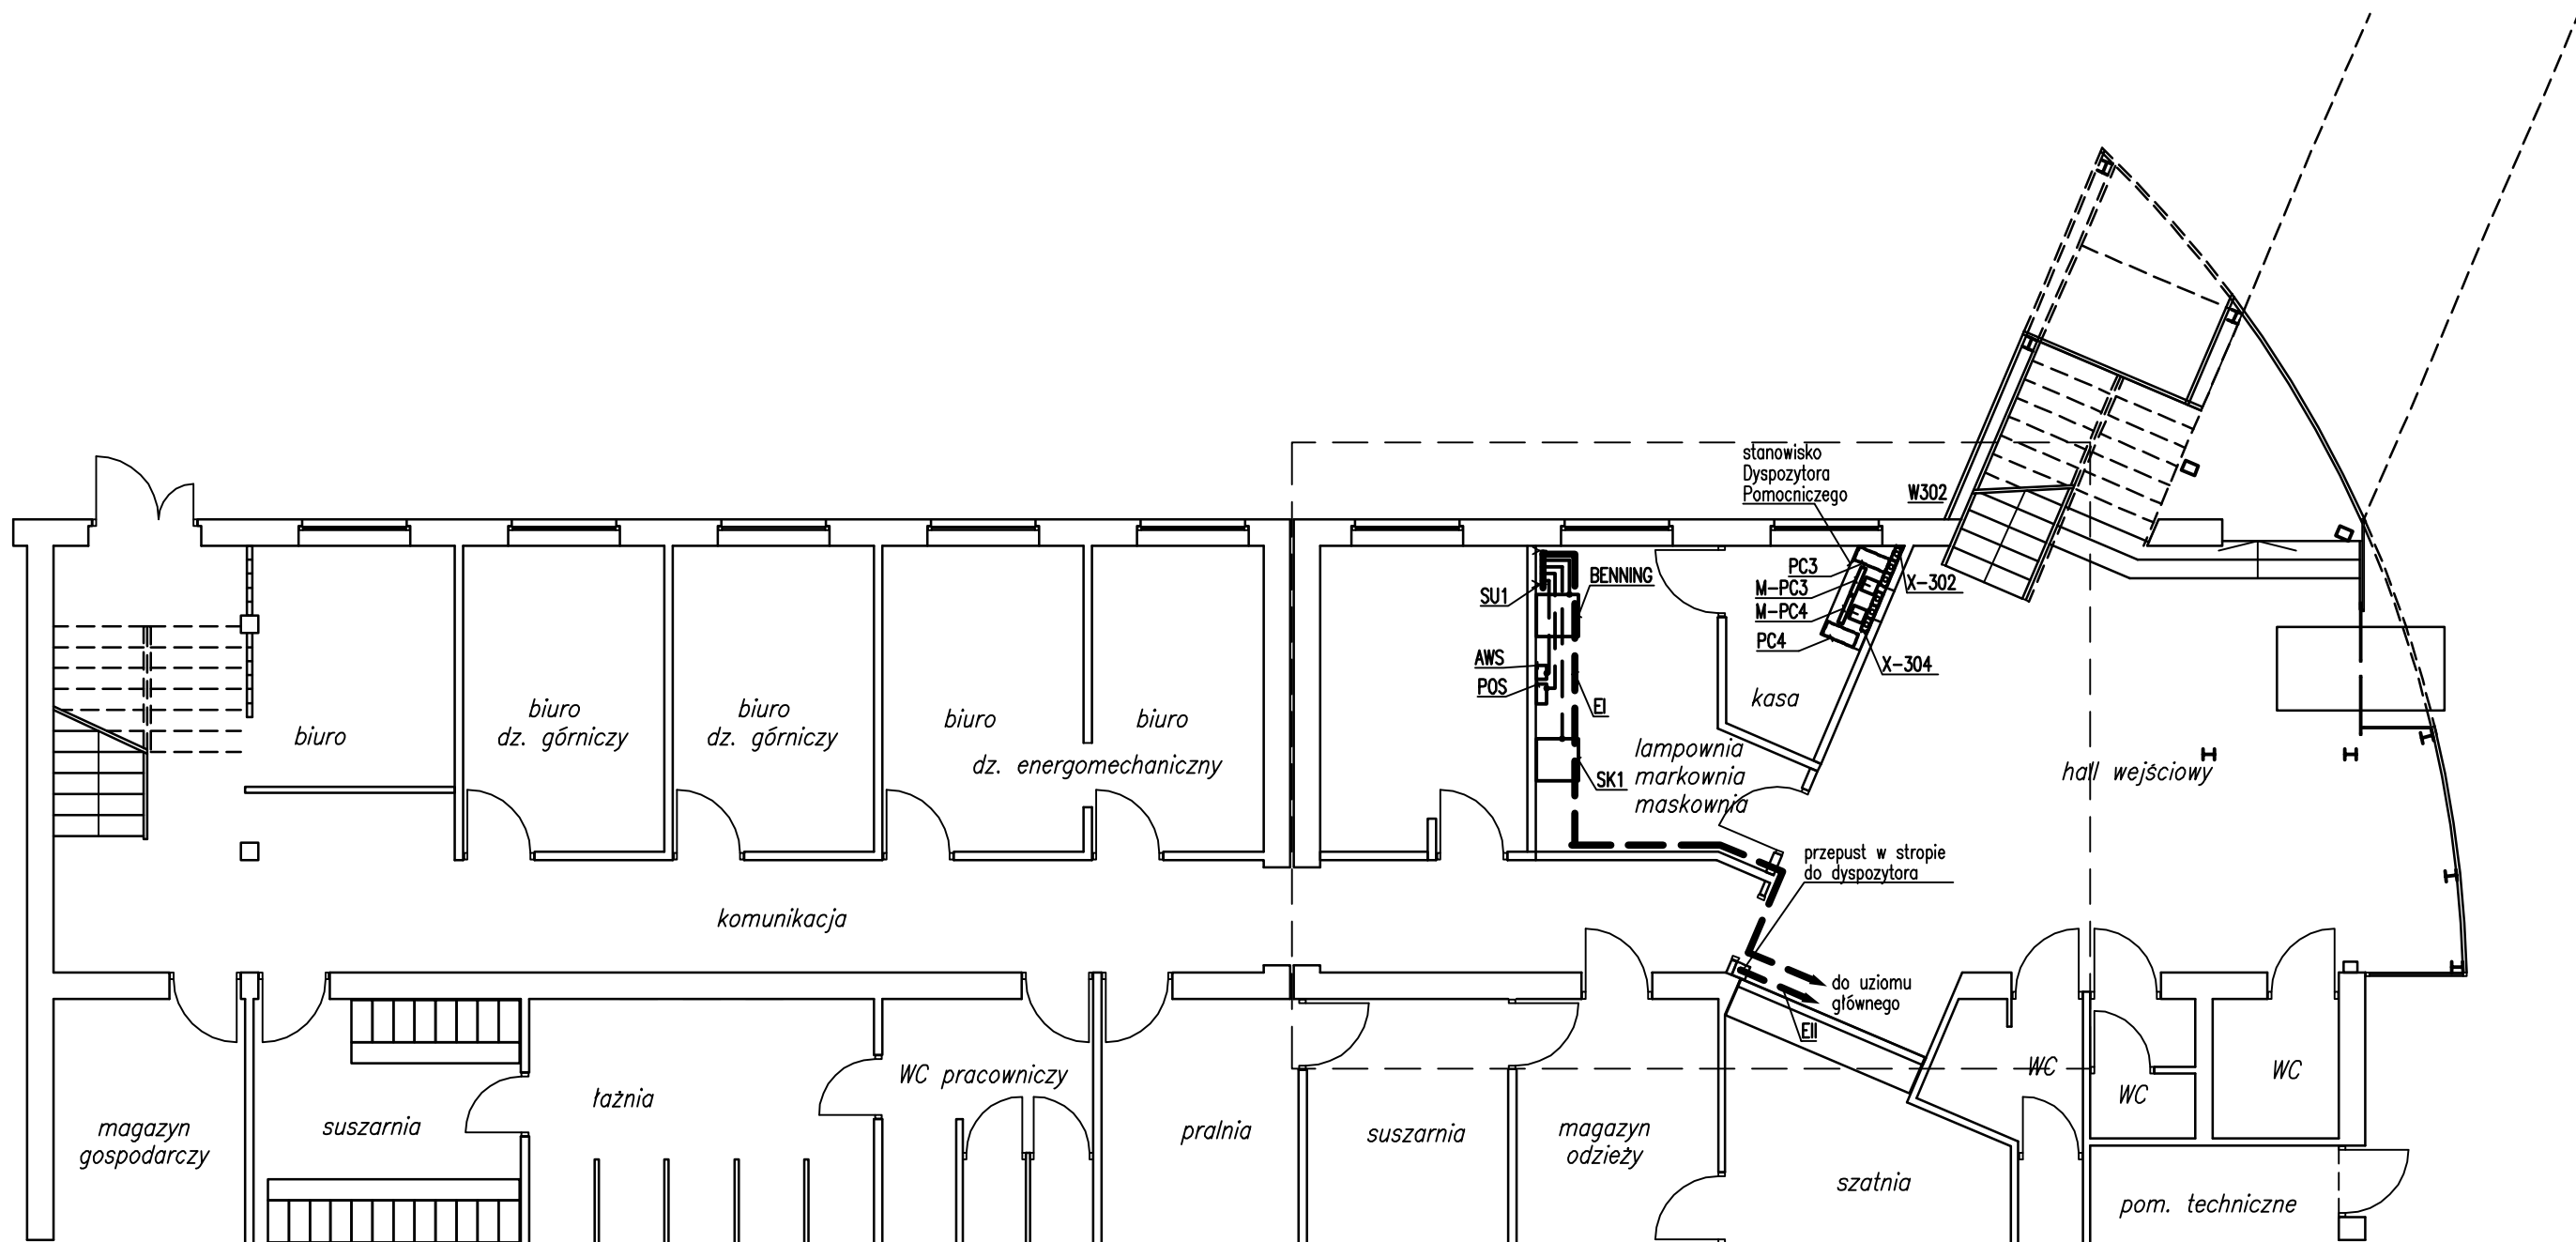 stanowisko
Dyspozytora
Pomocniczego
W302
PC3
M-PC3
M-PC4
PC4
X-302
X-304
BENNING
SU1
AWS
POS
EI
SK1
kasa
lampownia
markownia
maskownia
hall wejściowy
biuro
biuro
dz. górniczy
biuro
dz. górniczy
biuro
biuro
dz. energomechaniczny
komunikacja
przepust w stropie
do dyspozytora
do uziomu
głównego
EII
magazyn
gospodarczy
suszarnia
łaźnia
WC pracowniczy
pralnia
suszarnia
magazyn
odzieży
szatnia
WC
WC
WC
pom. techniczne